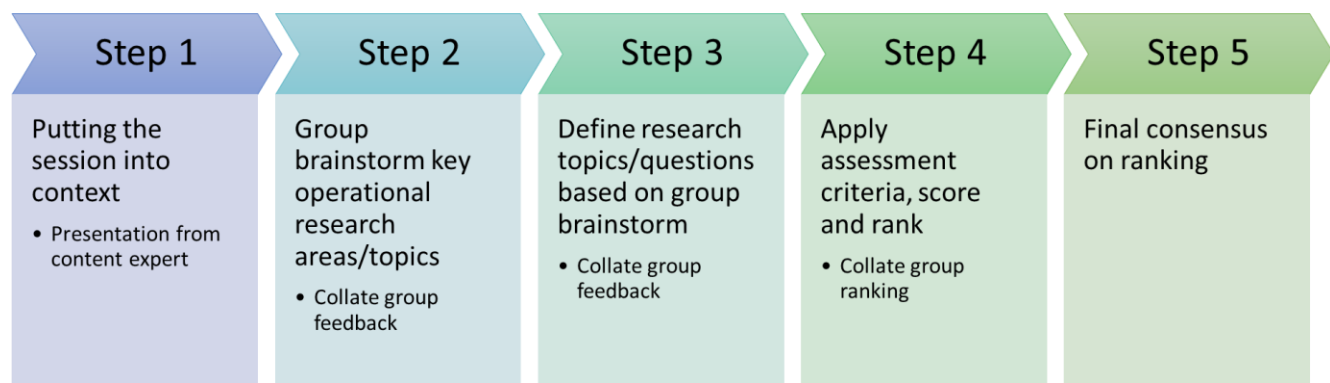 Step 1
Putting the
session into
context
• Presentation from
content expert
Step 2
Group
brainstorm key
operational
research
areas/topics
• Collate group
feedback
Step 3
Define research
topics/questions
based on group
brainstorm
• Collate group
feedback
Step 4
Apply
assessment
criteria, score
and rank
• Collate group
ranking
Step 5
Final consensus
on ranking